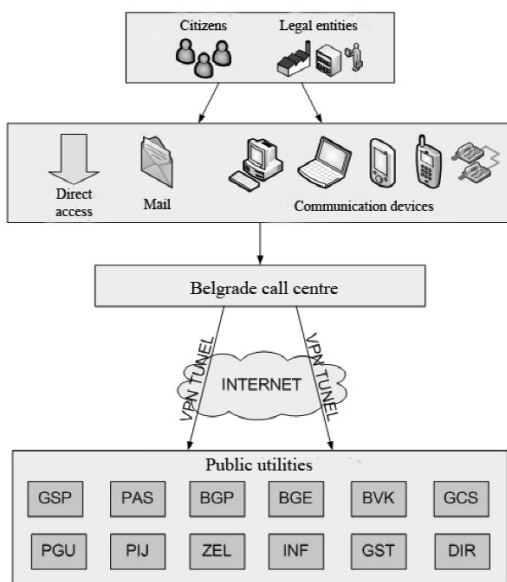 Citizens Legal entities
Direct
access
Mail
Communication devices
Belgrade call centre
VPN TUNEL
INTERNET
VPN TUNEL
Public utilities
GSP PAS BGP BGE BVK GCS
PGU PIJ ZEL INF GST DIR